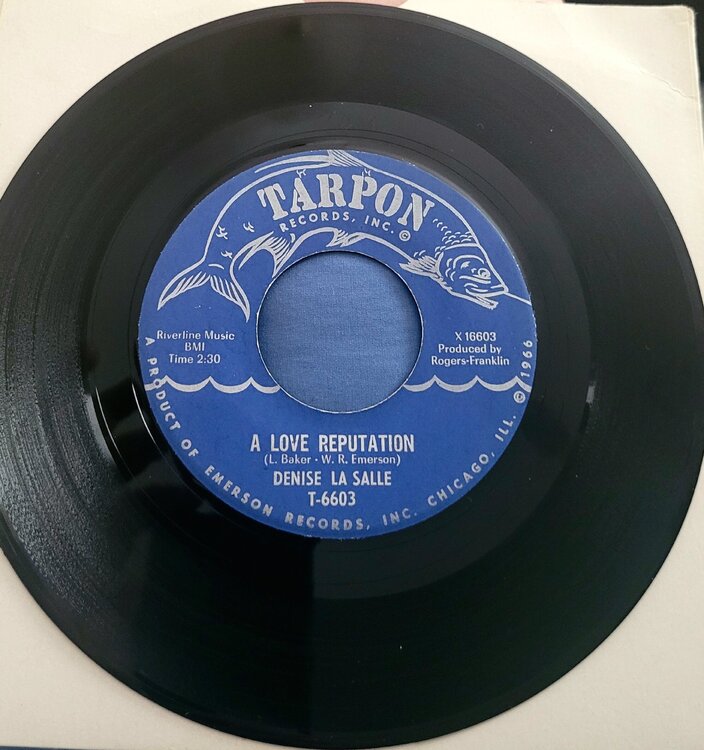 TARPON
RECORDS, INC. ©
Riverline Music
BMI
Time 2:30
X 16603
Produced by
Rogers-Franklin
A LOVE REPUTATION
(L. Baker · W. R. Emerson)
DENISE LA SALLE
T-6603
A PRODUCT OF EMERSON RECORDS, INC. CHICAGO, ILL. © 1966